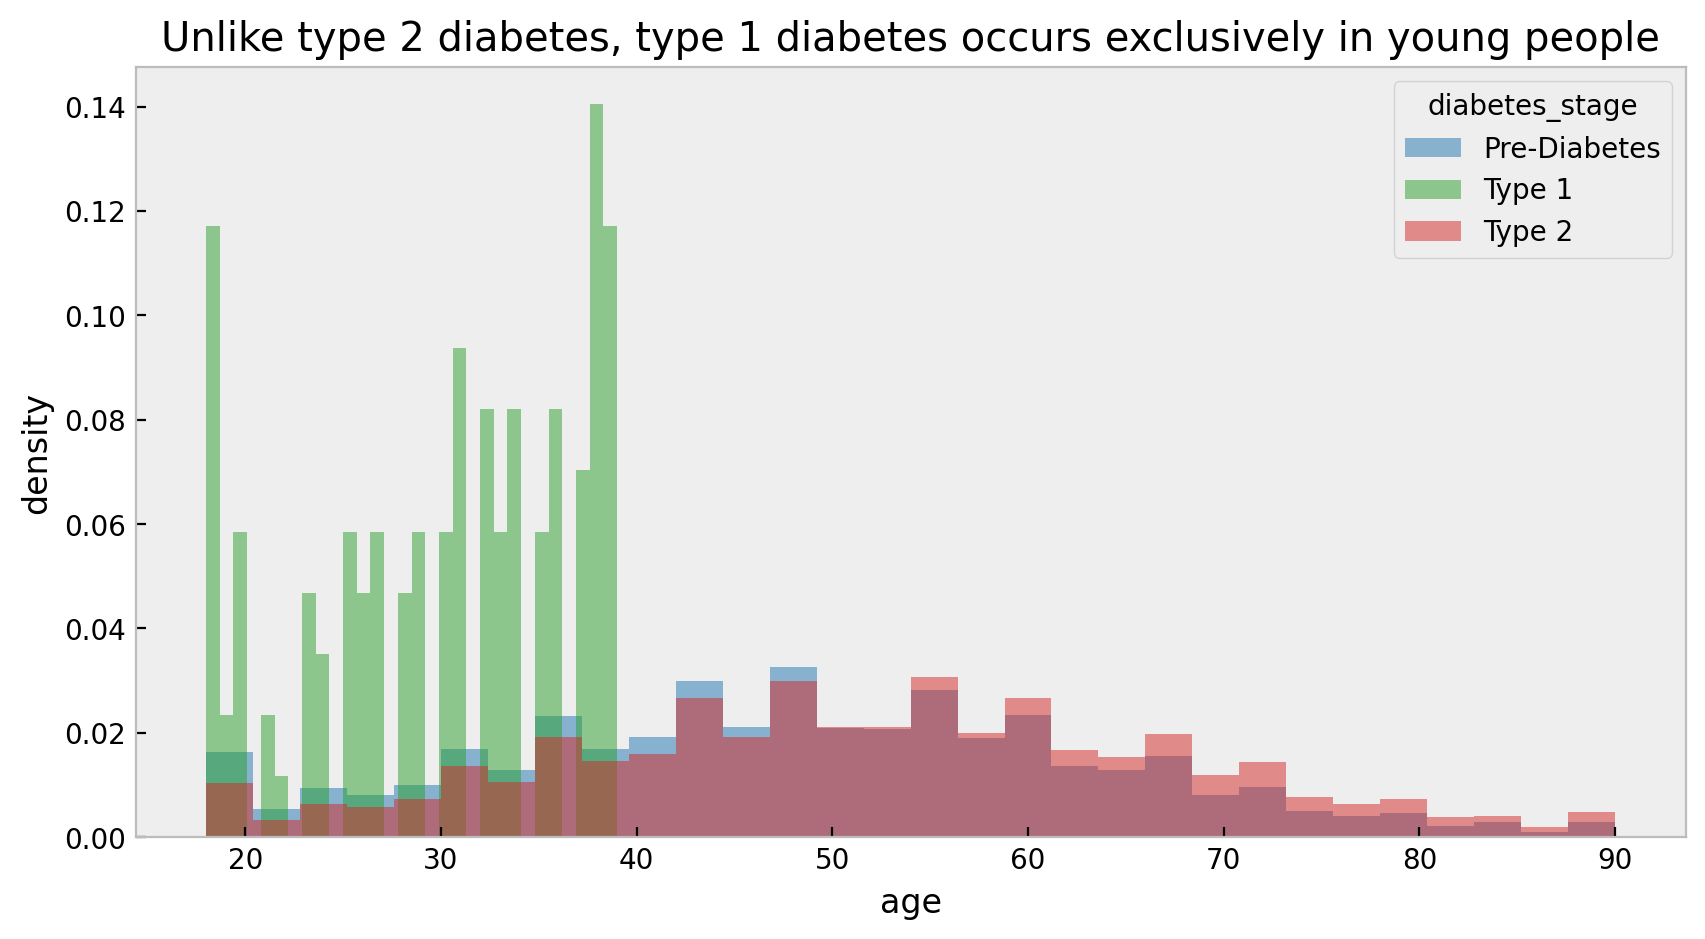 Unlike type 2 diabetes, type 1 diabetes occurs exclusively in young people
diabetes_stage
Pre-Diabetes
Type 1
Type 2
density
0.14
0.12
0.10
0.08
0.06
0.04
0.02
0.00
20 30 40 50 60 70 80 90
age